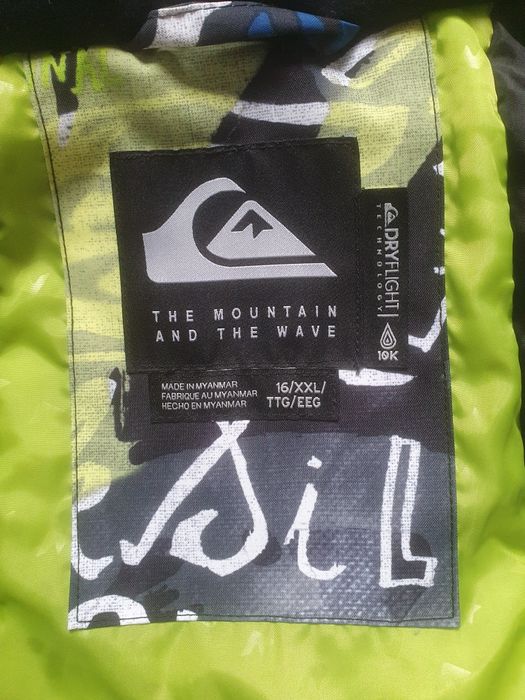 THE MOUNTAIN
AND THE WAVE
DRYFLIGHT
TECHNOLOGY
10K
MADE IN MYANMAR
FABRIQUE AU MYANMAR
HECHO EN MYANMAR
16/XXL/
TTG/EEG
SiL